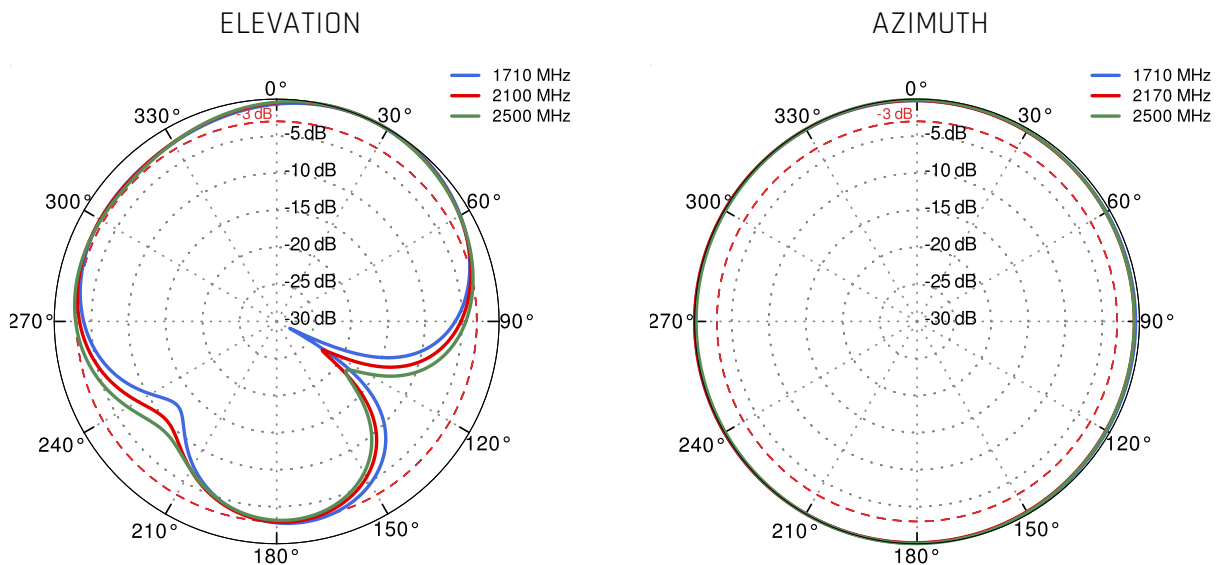 ELEVATION
1710 MHz
2100 MHz
2500 MHz
0°
30°
60°
90°
120°
150°
180°
210°
240°
270°
300°
330°
-3 dB
-5 dB
-10 dB
-15 dB
-20 dB
-25 dB
-30 dB
AZIMUTH
1710 MHz
2170 MHz
2500 MHz
0°
30°
60°
90°
120°
150°
180°
210°
240°
270°
300°
330°
-3 dB
-5 dB
-10 dB
-15 dB
-20 dB
-25 dB
-30 dB